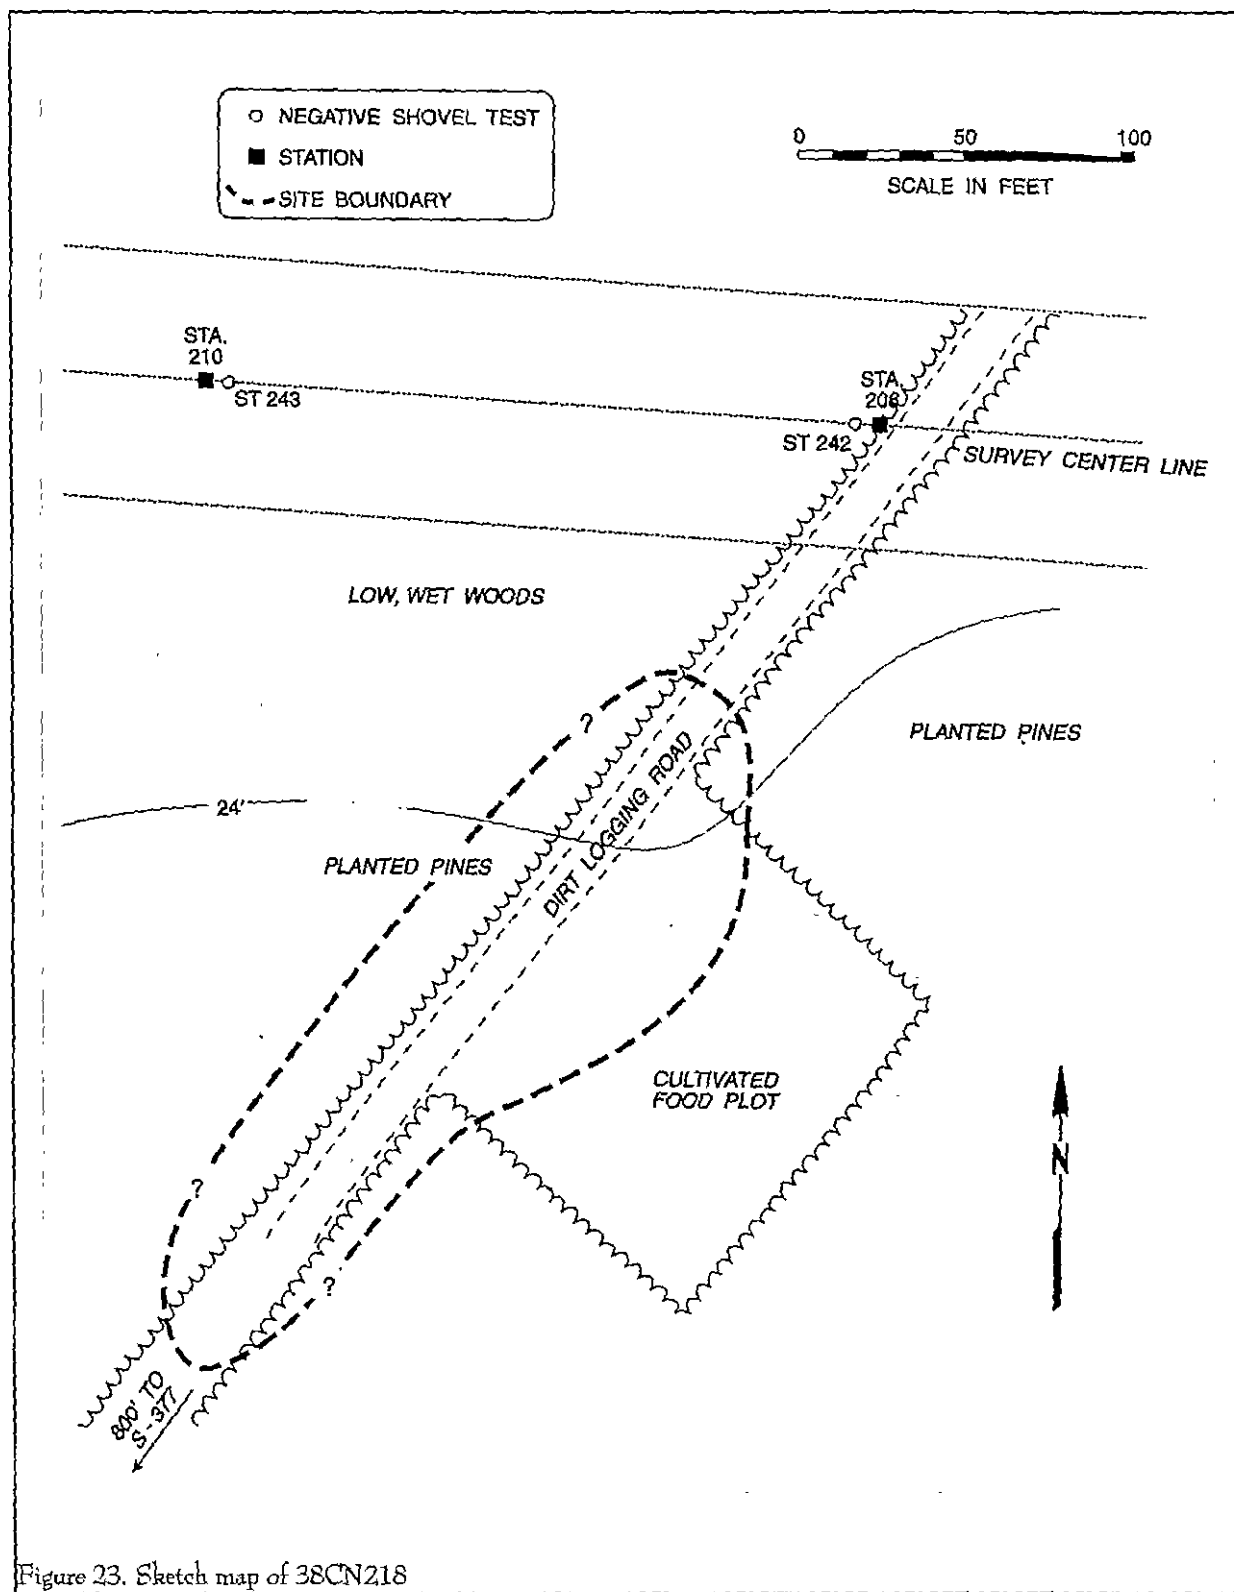 NEGATIVE SHOVEL TEST
STATION
SITE BOUNDARY
0 50 100
SCALE IN FEET
STA.
210
ST 243
STA.
208
ST 242
SURVEY CENTER LINE
LOW, WET WOODS
?
PLANTED PINES
DIRT LOGGING ROAD
24'
PLANTED PINES
CULTIVATED
FOOD PLOT
N
?
?
800' TO
S-377
Figure 23. Sketch map of 38CN218